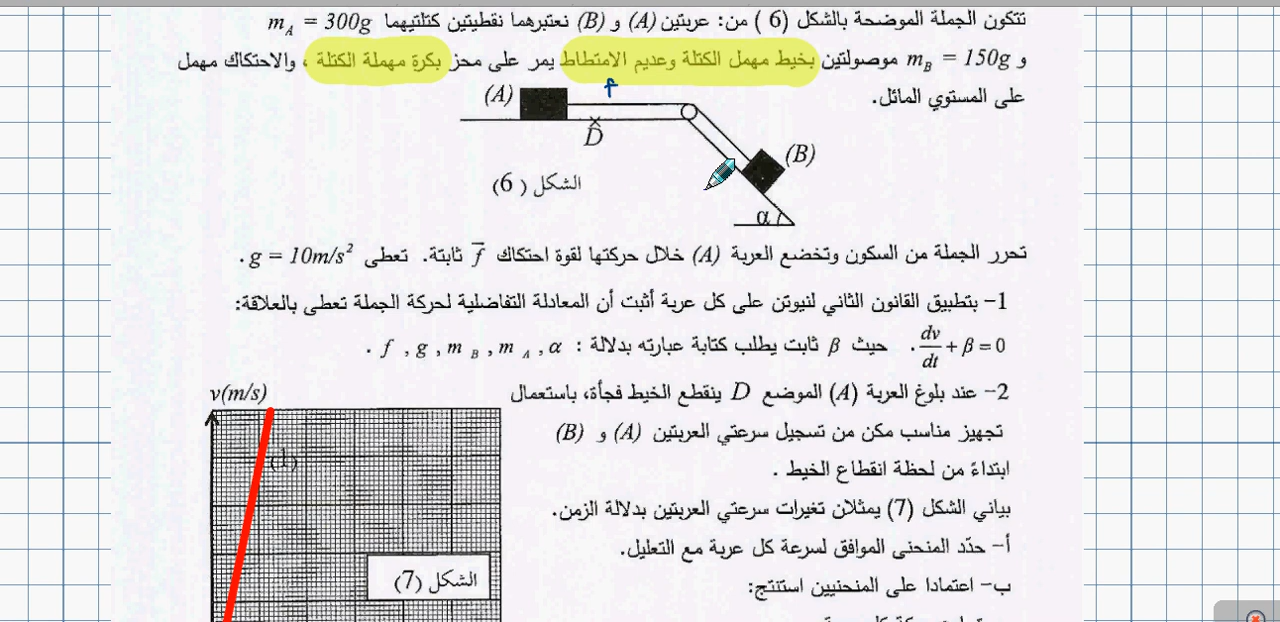 تتكون الجملة الموضحة بالشكل (6) من: عربتين (A) و (B) نعتبرهما نقطيتين كتلتيهما m_A = 300g
و m_B = 150g موصولتين بخيط مهمل الكتلة وعديم الامتطاط يمر على محز بكرة مهملة الكتلة ، والاحتكاك مهمل
على المستوي المائل.
f
(A)
D
(B)
α
الشكل (6)
تحرر الجملة من السكون وتخضع العربة (A) خلال حركتها لقوة احتكاك f⃗ ثابتة. تعطى g = 10m/s² .
1- بتطبيق القانون الثاني لنيوتن على كل عربة أثبت أن المعادلة التفاضلية لحركة الجملة تعطى بالعلاقة:
dv/dt + β = 0 . حيث β ثابت يطلب كتابة عبارته بدلالة : α , m_A , m_B , g , f .
2- عند بلوغ العربة (A) الموضع D ينقطع الخيط فجأة، باستعمال
تجهيز مناسب مكن من تسجيل سرعتي العربتين (A) و (B)
ابتداءً من لحظة انقطاع الخيط .
بياني الشكل (7) يمثلان تغيرات سرعتي العربتين بدلالة الزمن.
أ- حدّد المنحنى الموافق لسرعة كل عربة مع التعليل.
ب- اعتمادا على المنحنيين استنتج:
v(m/s)
(1)
الشكل (7)